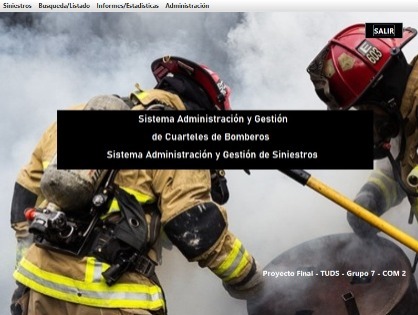 Siniestros Busqueda/Listado Informes/Estadísticas Administración
SALIR
Sistema Administración y Gestión
de Cuarteles de Bomberos
Sistema Administración y Gestión de Siniestros
Proyecto Final - TUDS - Grupo 7 - COM 2